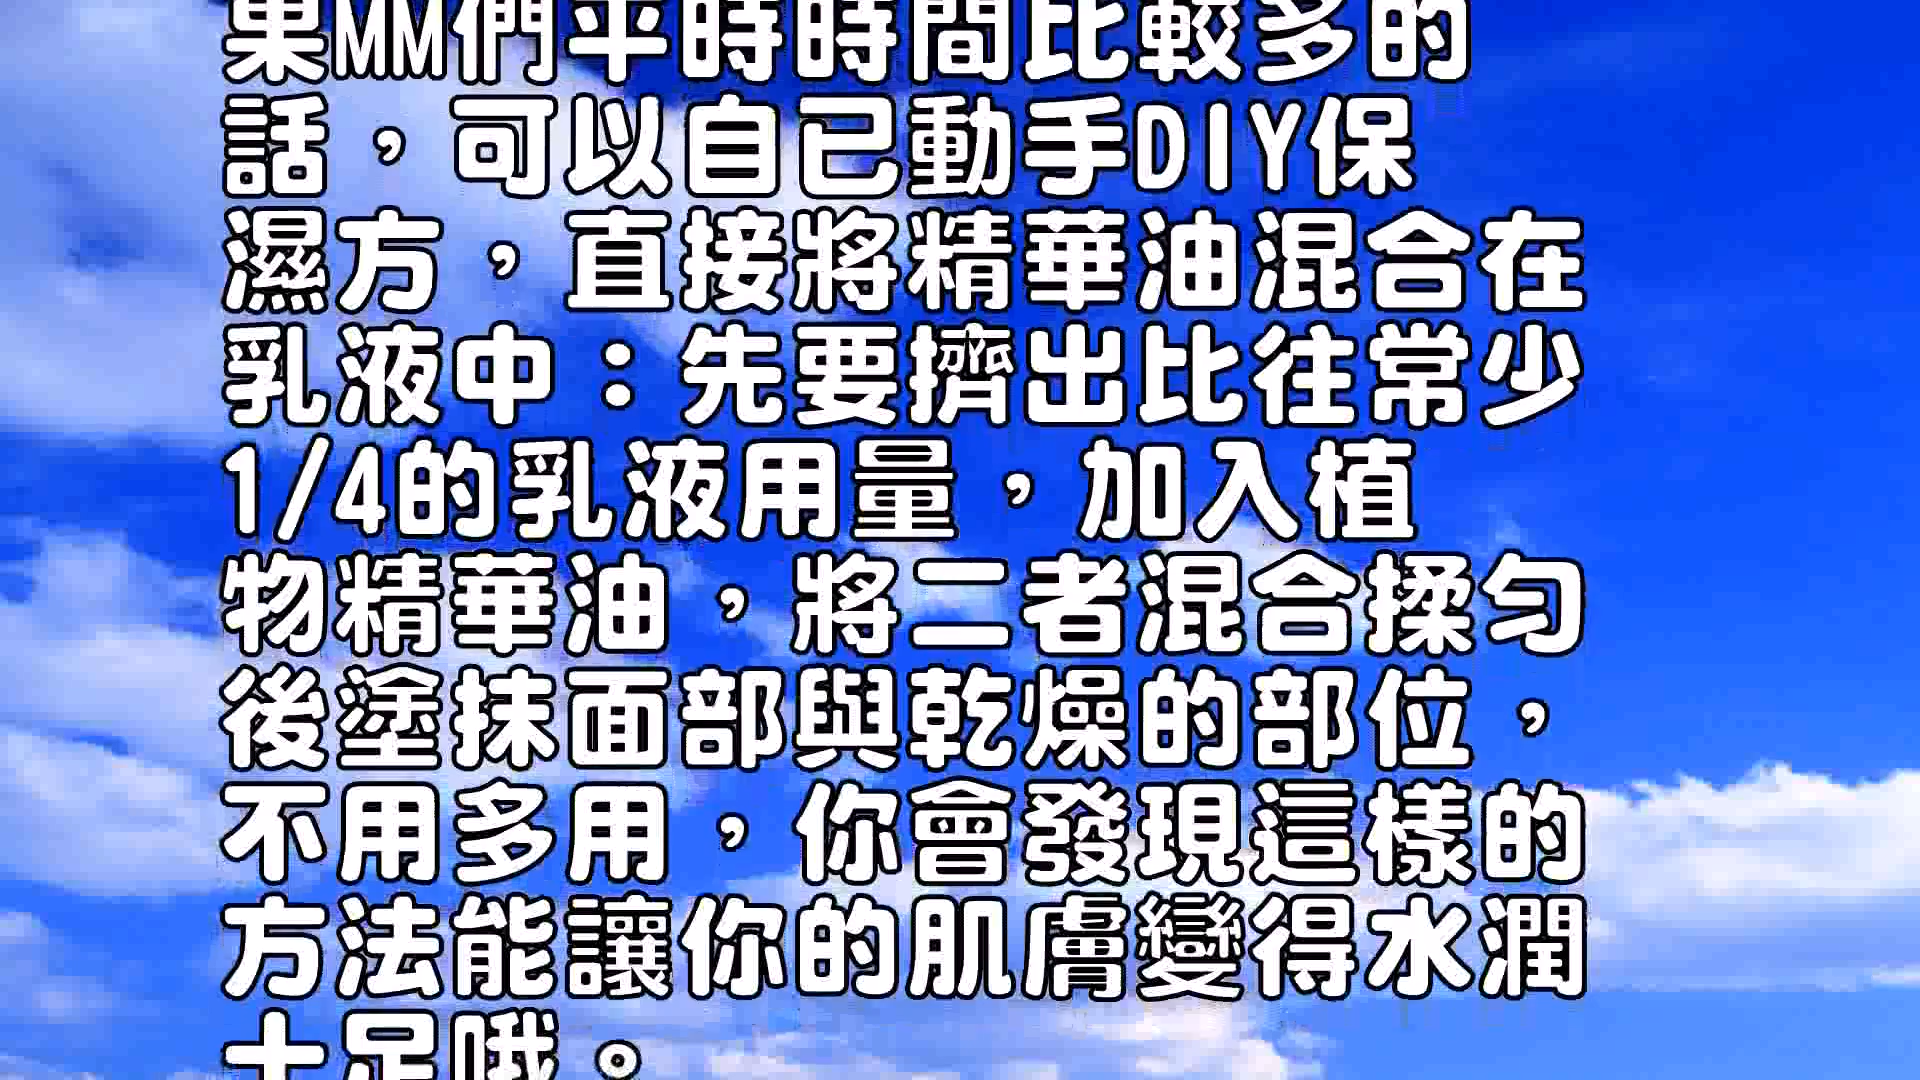 果MM們平時時間比較多的
話，可以自已動手DIY保
濕方，直接將精華油混合在
乳液中：先要擠出比往常少
1/4的乳液用量，加入植
物精華油，將二者混合揉勻
後塗抹面部與乾燥的部位，
不用多用，你會發現這樣的
方法能讓你的肌膚變得水潤
十足哦。